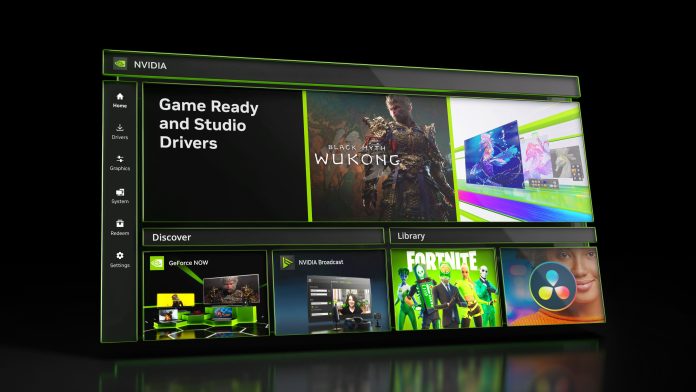 NVIDIA
Home
Drivers
Graphics
System
Redeem
Settings
Game Ready
and Studio
Drivers
BLACK MYTH
WUKONG
Discover
Library
GeForce NOW
NVIDIA Broadcast
FORTNITE